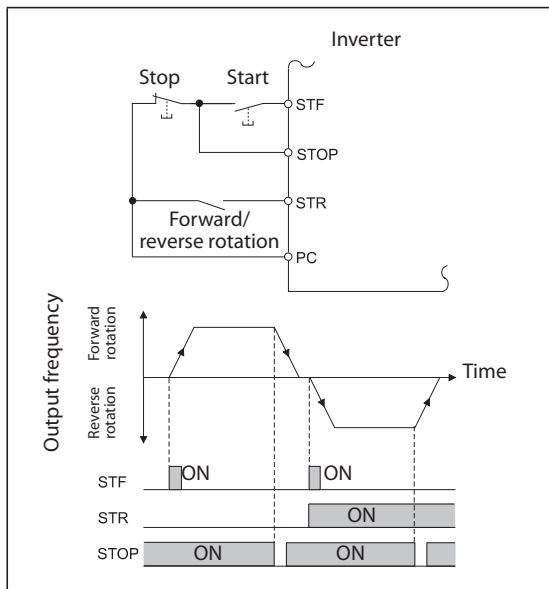 Inverter
Stop
Start
STF
STOP
STR
Forward/
reverse rotation
PC
Output frequency
Forward
rotation
Reverse
rotation
Time
STF
ON
ON
STR
ON
STOP
ON
ON